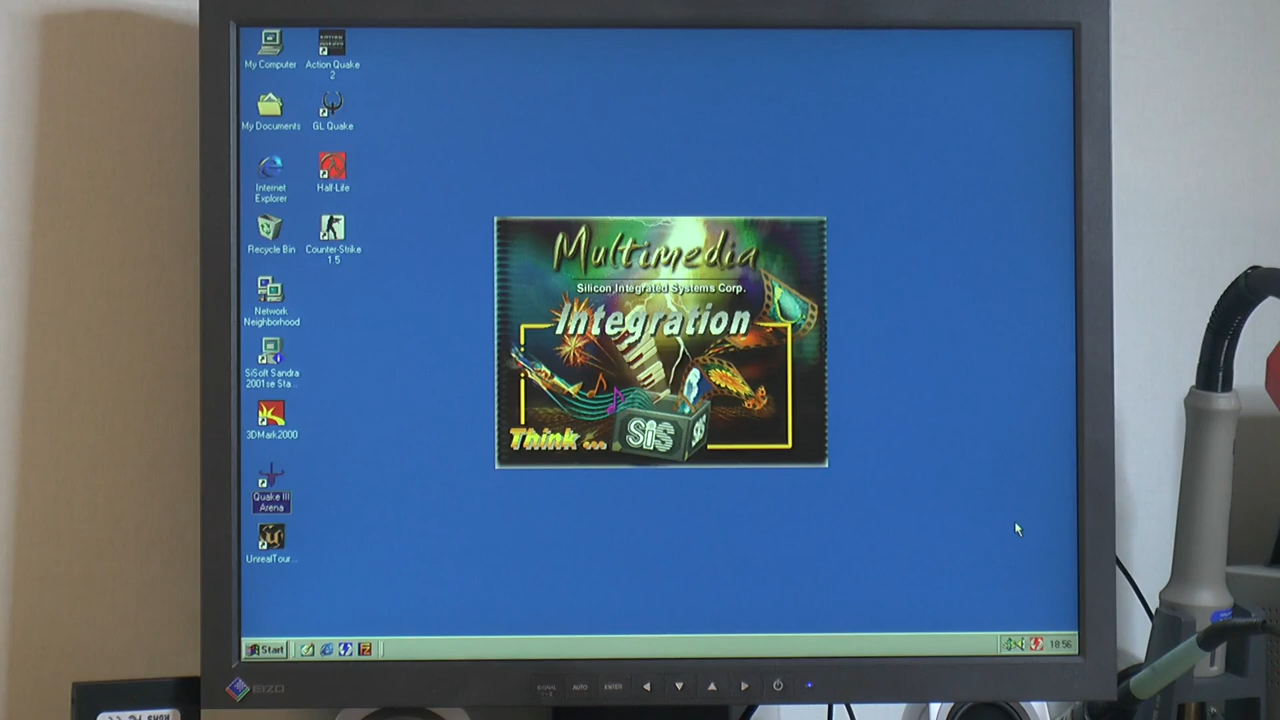 My Computer
Action Quake
2
My Documents
GL Quake
Internet
Explorer
Half-Life
Recycle Bin
Counter-Strike
1 5
Network
Neighborhood
SiSoft Sandra
2001se Sta...
3DMark2000
Quake III
Arena
UnrealTour...
Multimedia
Silicon Integrated Systems Corp.
Integration
Think ...
SiS
SiS
Start
18:56
EIZO
SIGNAL
AUTO
ENTER